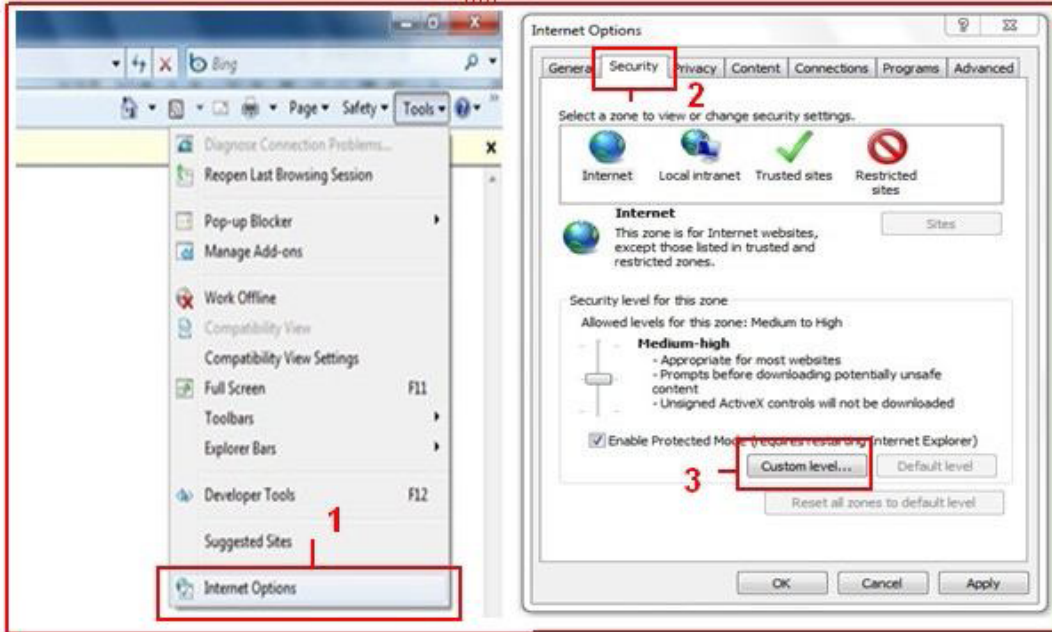 Bing
Page Safety Tools
Diagnose Connection Problems...
Reopen Last Browsing Session
Pop-up Blocker
Manage Add-ons
Work Offline
Compatibility View
Compatibility View Settings
Full Screen F11
Toolbars
Explorer Bars
Developer Tools F12
Suggested Sites
1
Internet Options
Internet Options
General Security Privacy Content Connections Programs Advanced
2
Select a zone to view or change security settings.
Internet Local intranet Trusted sites Restricted
sites
Internet
Sites
This zone is for Internet websites,
except those listed in trusted and
restricted zones.
Security level for this zone
Allowed levels for this zone: Medium to High
Medium-high
- Appropriate for most websites
- Prompts before downloading potentially unsafe
content
- Unsigned ActiveX controls will not be downloaded
Enable Protected Mode (requires restarting Internet Explorer)
3
Custom level... Default level
Reset all zones to default level
OK Cancel Apply